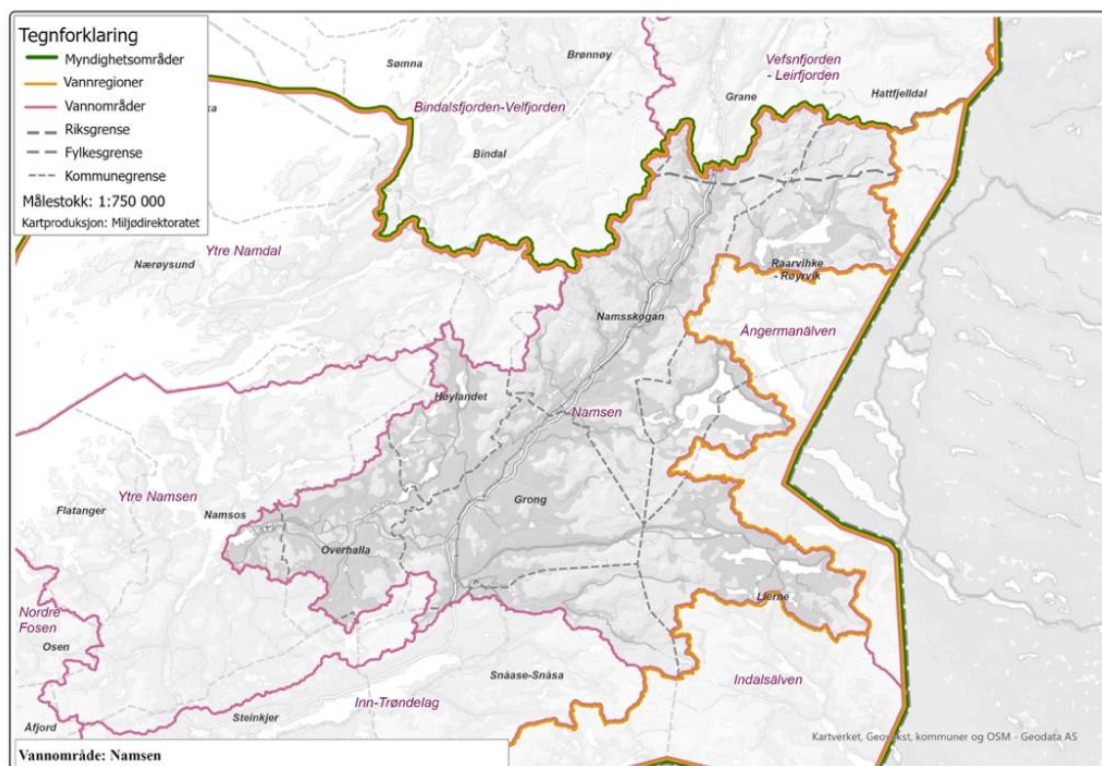 Tegnforklaring
Myndighetsområder
Vannregioner
Vannområder
Riksgrense
Fylkesgrense
Kommunegrense
Målestokk: 1:750 000
Kartproduksjon: Miljødirektoratet
Brønnøy
Sømna
Vefsnfjorden
- Leirfjorden
Grane
Hattfjelldal
Bindalsfjorden-Velfjorden
Bindal
Ytre Namdal
Nærøysund
Raarvihke
- Røyrvik
Namsskogan
Ångermanälven
Høylandet
Namsen
Ytre Namsen
Flatanger
Namsos
Grong
Overhalla
Lierne
Nordre
Fosen
Osen
Snåase-Snåsa
Indalsälven
Inn-Trøndelag
Steinkjer
Åfjord
Kartverket, Geovekst, kommuner og OSM - Geodata AS
Vannområde: Namsen